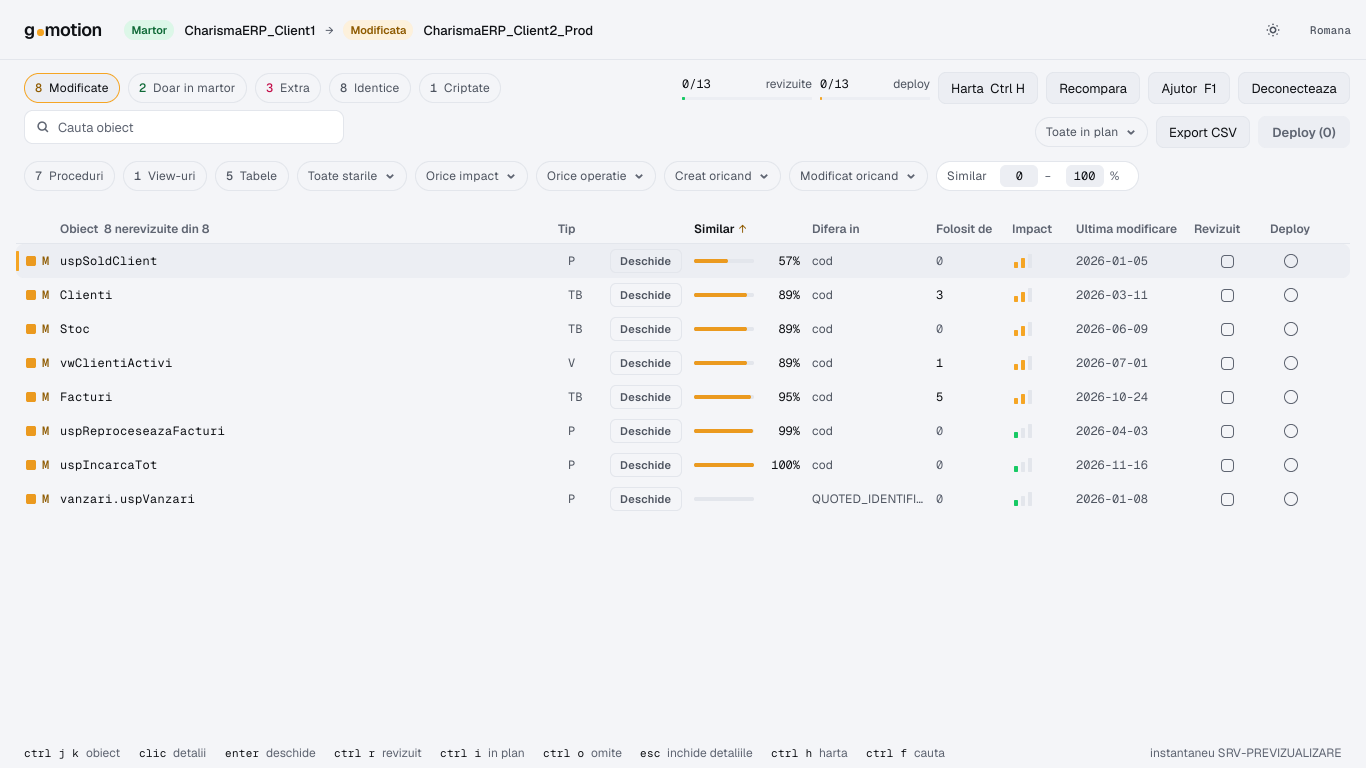 g motion Martor CharismaERP_Client1 → Modificata CharismaERP_Client2_Prod Romana
8 Modificate 2 Doar in martor 3 Extra 8 Identice 1 Criptate 0/13 revizuite 0/13 deploy Harta Ctrl H Recompara Ajutor F1 Deconecteaza
Cauta obiect Toate in plan Export CSV Deploy (0)
7 Proceduri 1 View-uri 5 Tabele Toate starile Orice impact Orice operatie Creat oricand Modificat oricand Similar 0 – 100 %
Obiect 8 nerevizuite din 8 Tip Similar ↑ Difera in Folosit de Impact Ultima modificare Revizuit Deploy
M uspSoldClient P Deschide 57% cod 0 2026-01-05
M Clienti TB Deschide 89% cod 3 2026-03-11
M Stoc TB Deschide 89% cod 0 2026-06-09
M vwClientiActivi V Deschide 89% cod 1 2026-07-01
M Facturi TB Deschide 95% cod 5 2026-10-24
M uspReproceseazaFacturi P Deschide 99% cod 0 2026-04-03
M uspIncarcaTot P Deschide 100% cod 0 2026-11-16
M vanzari.uspVanzari P Deschide QUOTED_IDENTIFI… 0 2026-01-08
ctrl j k obiect clic detalii enter deschide ctrl r revizuit ctrl i in plan ctrl o omite esc inchide detaliile ctrl h harta ctrl f cauta instantaneu SRV-PREVIZUALIZARE